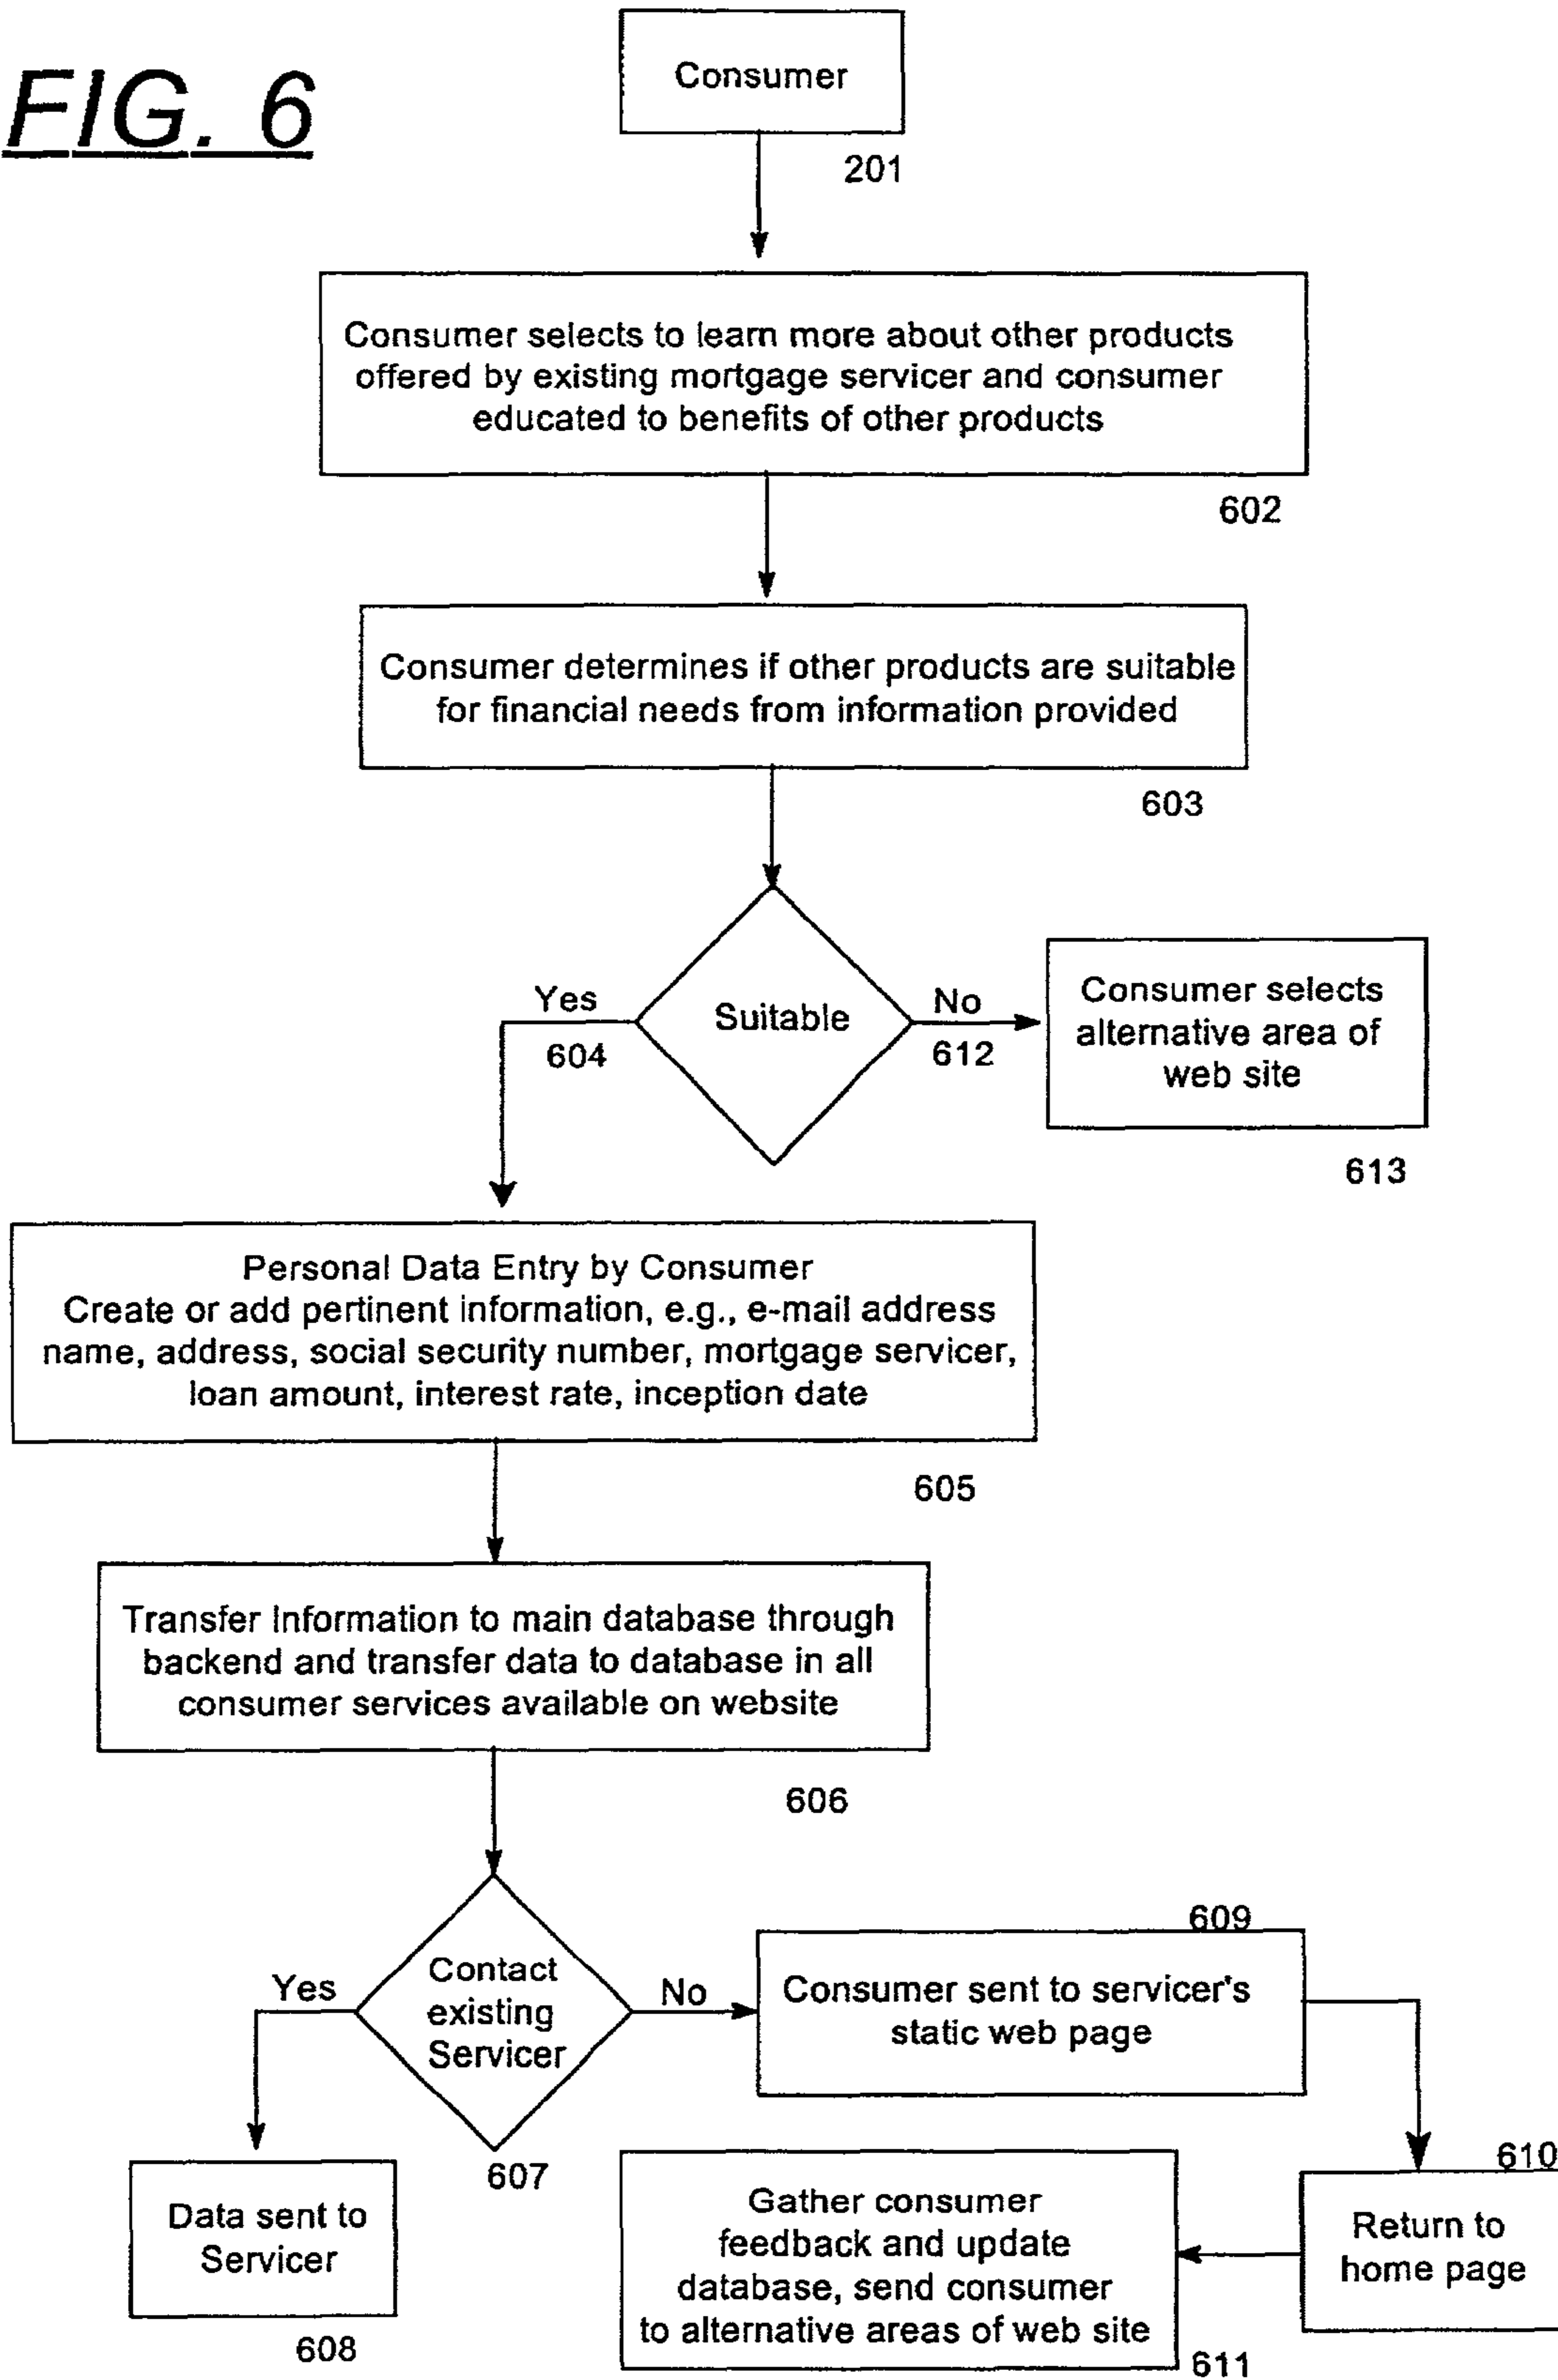 FIG. 6
Consumer
201
Consumer selects to learn more about other products
offered by existing mortgage servicer and consumer
educated to benefits of other products
602
Consumer determines if other products are suitable
for financial needs from information provided
603
Suitable
Yes
604
No
612
Consumer selects
alternative area of
web site
613
Personal Data Entry by Consumer
Create or add pertinent information, e.g., e-mail address
name, address, social security number, mortgage servicer,
loan amount, interest rate, inception date
605
Transfer Information to main database through
backend and transfer data to database in all
consumer services available on website
606
Contact
existing
Servicer
607
Yes
No
609
Consumer sent to servicer's
static web page
Data sent to
Servicer
608
610
Return to
home page
Gather consumer
feedback and update
database, send consumer
to alternative areas of web site
611